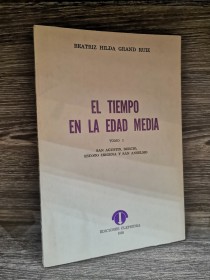 BEATRIZ HILDA GRAND RUIZ
EL TIEMPO
EN LA EDAD MEDIA
TOMO I
SAN AGUSTIN, BOECIO,
ESCOTO ERIGENA Y SAN ANSELMO
EDICIONES CLEPSIDRA